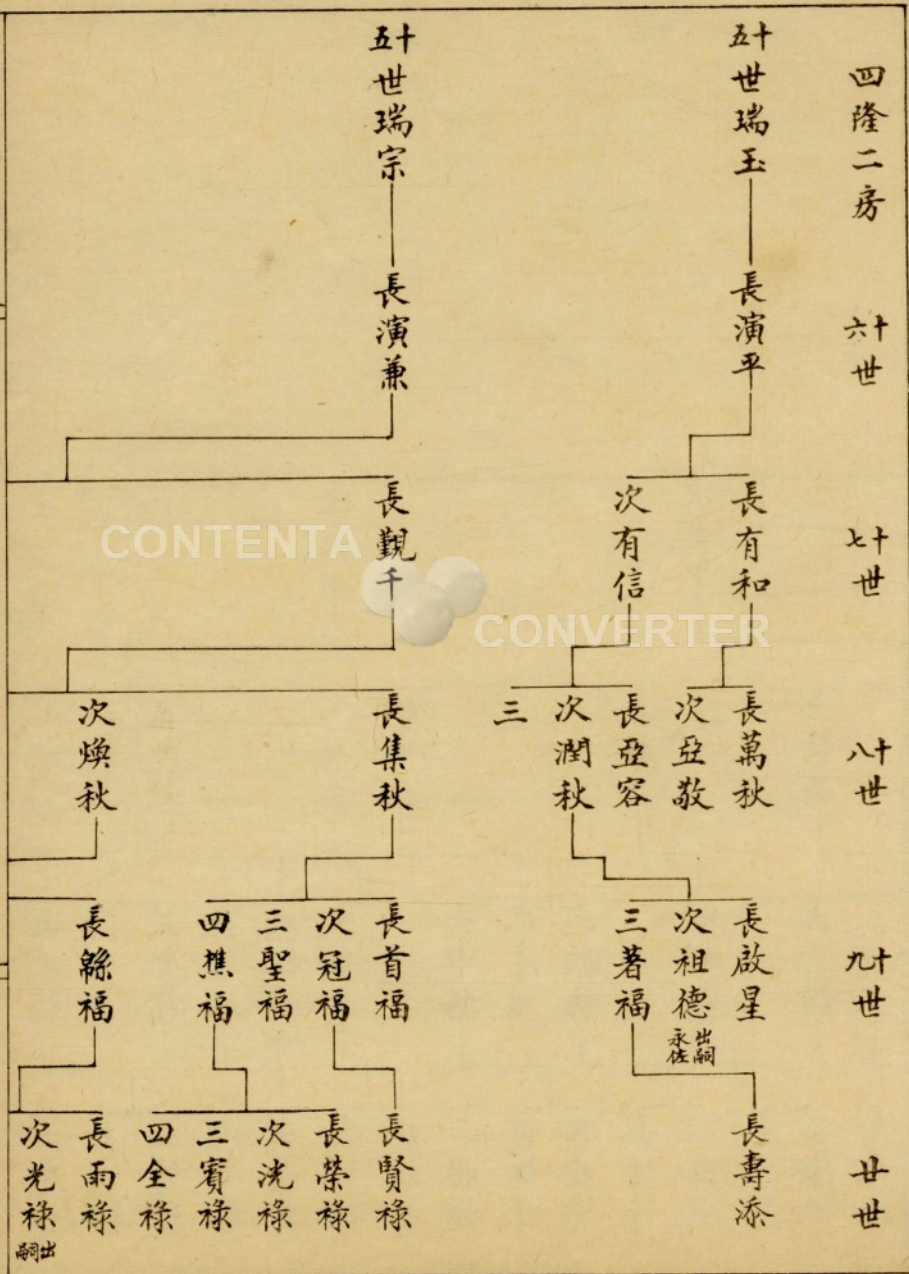 四隆二房
十六世
十七世
十八世
十九世
廿世
十五世瑞玉
長演平
長有和
次有信
長萬秋
次亞敬
長亞容
次潤秋
三
長啟星
次祖德 出嗣永佐
三著福
長壽添
十五世瑞宗
長演兼
長觀千
長集秋
次煥秋
長首福
次冠福
三聖福
四樵福
長緜福
長賢祿
長榮祿
次洸祿
三賓祿
四全祿
長雨祿
次光祿 出嗣
CONTENTA
CONVERTER